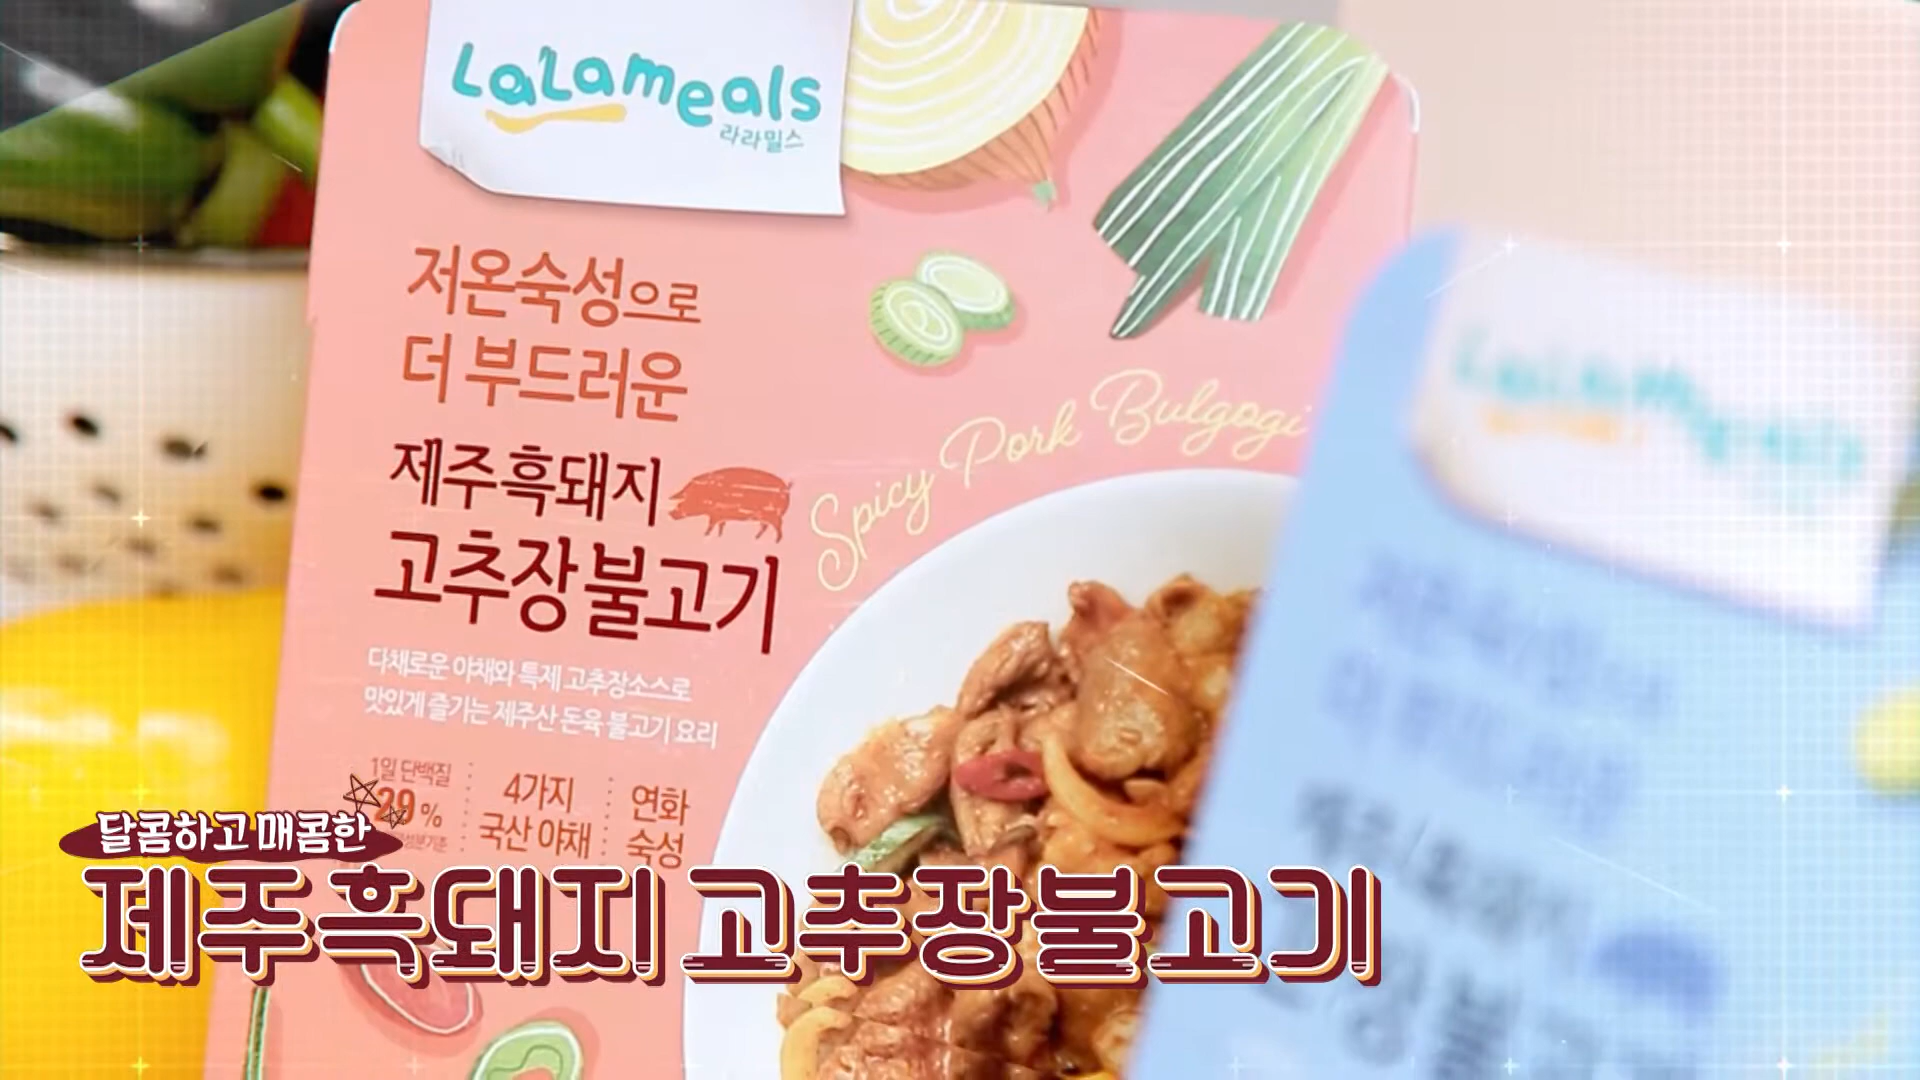 LaLameals
라라밀스
저온숙성으로
더 부드러운
제주흑돼지
고추장 불고기
Spicy Pork Bulgogi
다채로운 야채와 특제 고추장소스로
맛있게 즐기는 제주산 돈육 불고기 요리
1일 단백질
29%
4가지
국산 야채
연화
숙성
LaLameals
달콤하고 매콤한
제주흑돼지 고추장불고기